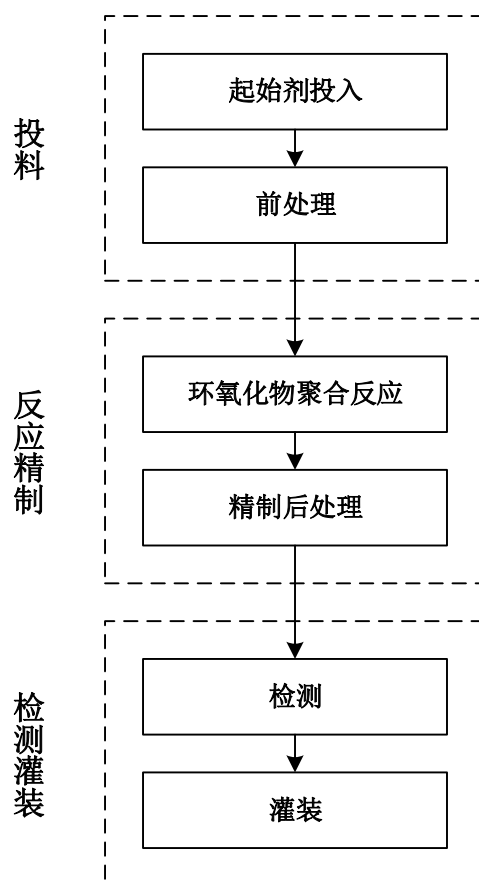 投料
起始剂投入
前处理
反应精制
环氧化物聚合反应
精制后处理
检测灌装
检测
灌装